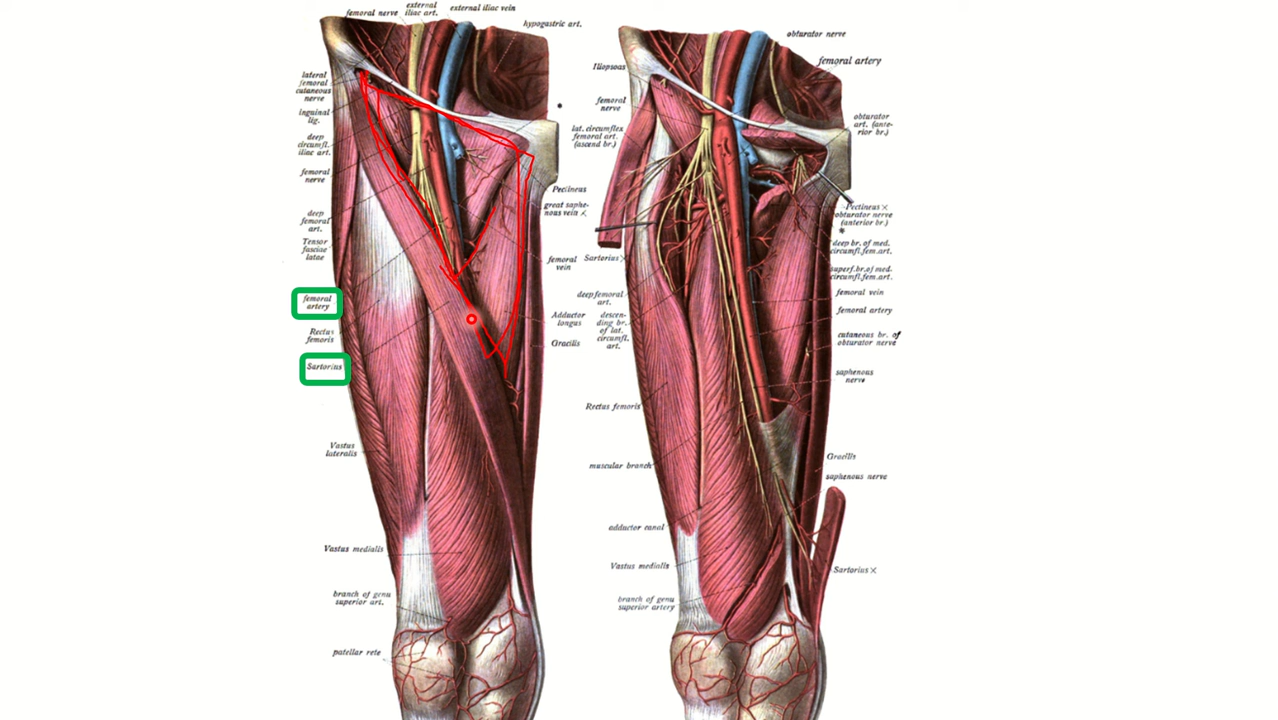 femoral nerve
external
iliac art.
external iliac vein
hypogastric art.
lateral
femoral
cutaneous
nerve
inguinal
lig.
deep
circumfl.
iliac art.
femoral
nerve
deep
femoral
art.
Tensor
fasciae
latae
femoral
artery
Rectus
femoris
Sartorius
Vastus
lateralis
Vastus medialis
branch of genu
superior art.
patellar rete
*
Pectineus
great saphe-
nous vein X
femoral
vein
Adductor
longus
Gracilis
Iliopsoas
femoral
nerve
lat. circumflex
femoral art.
(ascend br.)
Sartorius X
deep femoral
art.
descen-
ding br.
of lat.
circumfl.
art.
Rectus femoris
muscular branch
adductor canal
Vastus medialis
branch of genu
superior artery
obturator nerve
femoral artery
obturator
art. (ante-
rior br.)
Pectineus X
obturator nerve
(anterior br.)
*
deep br. of med.
circumfl. fem. art.
superf. br. of med.
circumfl. fem. art.
femoral vein
femoral artery
cutaneous br. of
obturator nerve
saphenous
nerve
Gracilis
saphenous nerve
Sartorius X